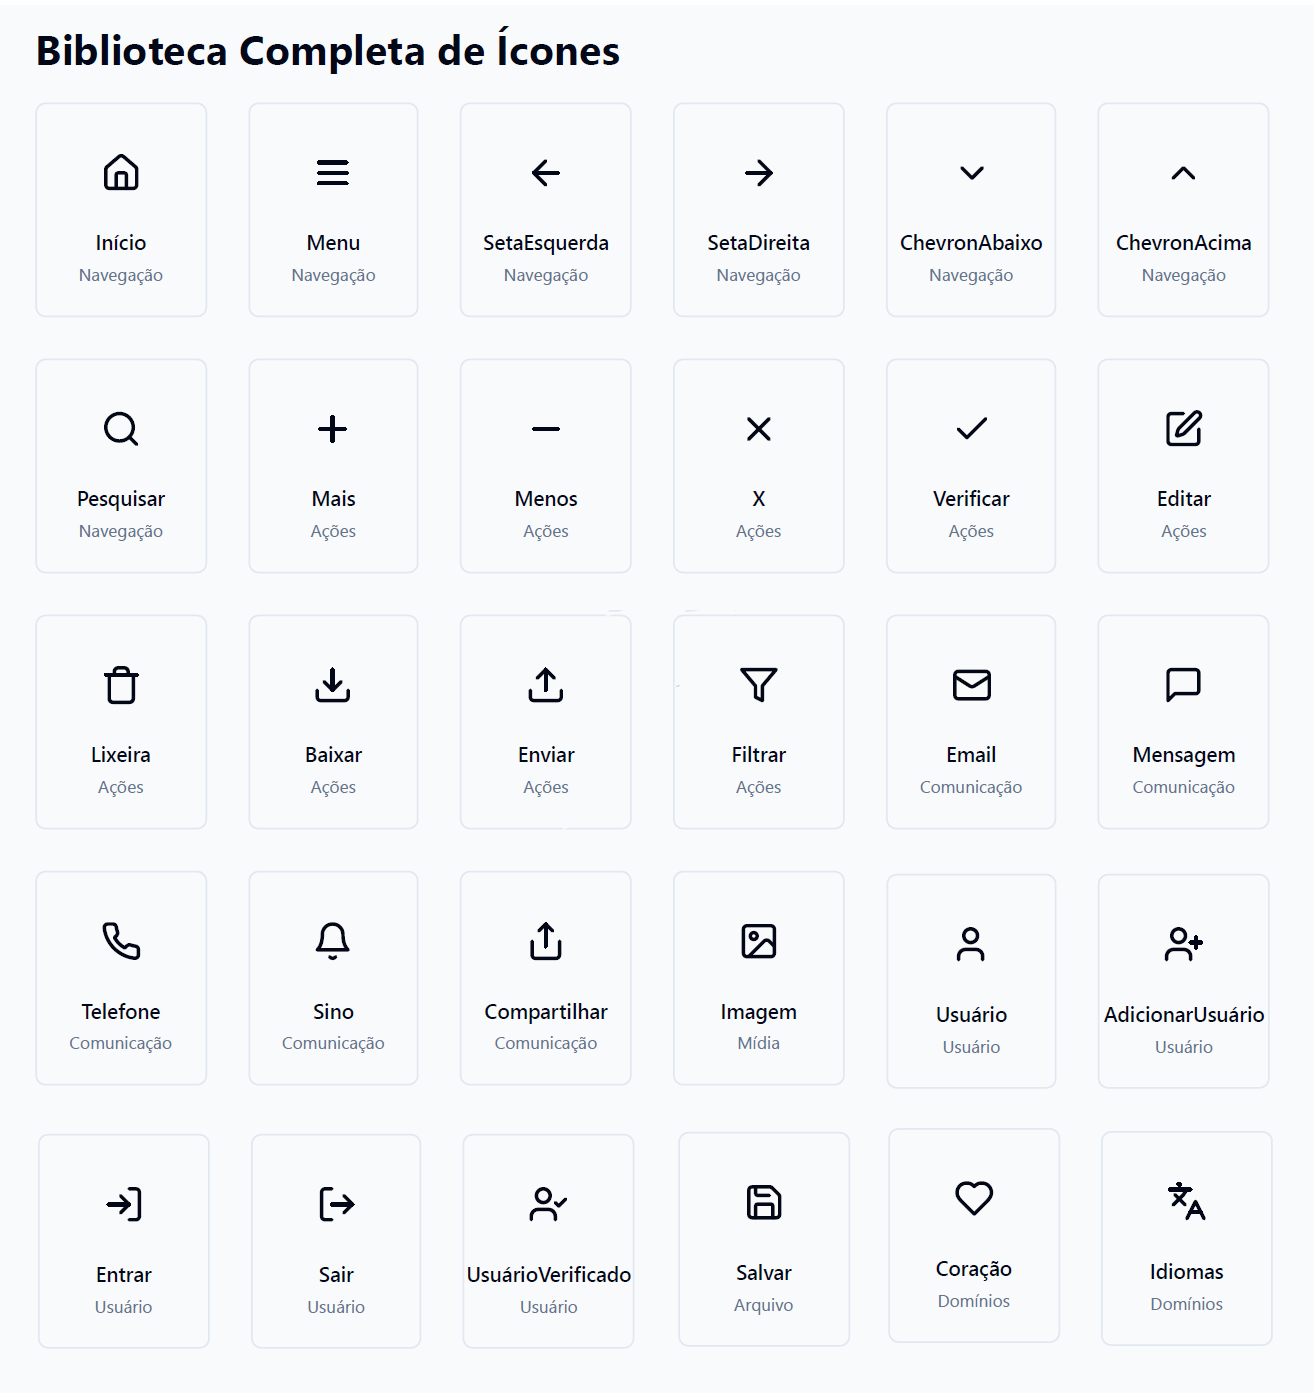 Biblioteca Completa de Ícones
Início
Navegação
Menu
Navegação
SetaEsquerda
Navegação
SetaDireita
Navegação
ChevronAbaixo
Navegação
ChevronAcima
Navegação
Pesquisar
Navegação
Mais
Ações
Menos
Ações
X
Ações
Verificar
Ações
Editar
Ações
Lixeira
Ações
Baixar
Ações
Enviar
Ações
Filtrar
Ações
Email
Comunicação
Mensagem
Comunicação
Telefone
Comunicação
Sino
Comunicação
Compartilhar
Comunicação
Imagem
Mídia
Usuário
Usuário
AdicionarUsuário
Usuário
Entrar
Usuário
Sair
Usuário
UsuárioVerificado
Usuário
Salvar
Arquivo
Coração
Domínios
Idiomas
Domínios